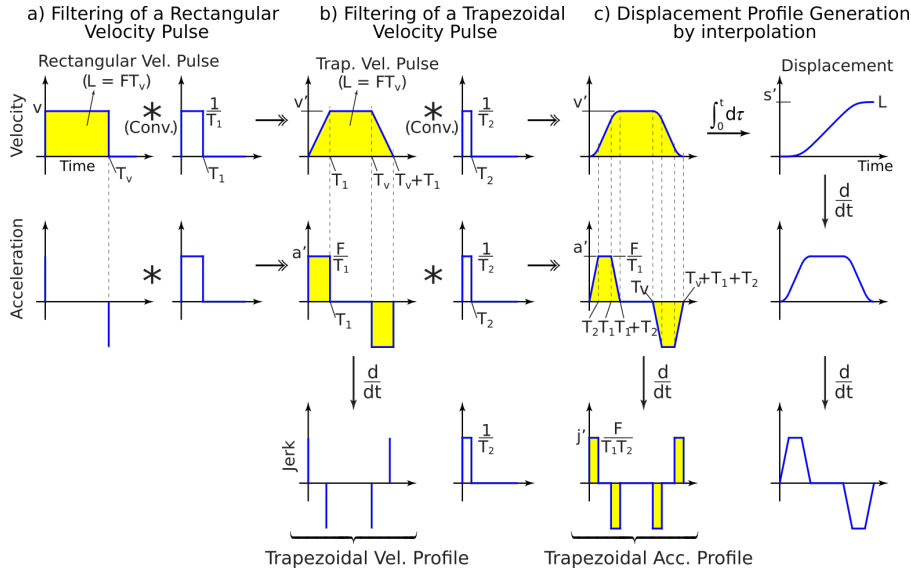 a) Filtering of a Rectangular
Velocity Pulse
b) Filtering of a Trapezoidal
Velocity Pulse
c) Displacement Profile Generation
by interpolation
Rectangular Vel. Pulse
(L = FTᵥ)
Velocity
v
Time
Tᵥ
*
(Conv.)
1
T₁
T₁
Trap. Vel. Pulse
(L = FTᵥ)
v’
T₁
Tᵥ
Tᵥ+T₁
*
(Conv.)
1
T₂
T₂
v’
∫₀ᵗdτ
Displacement
s’
L
Time
d
dt
Acceleration
*
a’
F
T₁
T₁
*
1
T₂
T₂
a’
F
T₁
T₂
T₁
T₁+T₂
Tᵥ
Tᵥ+T₁+T₂
d
dt
d
dt
d
dt
Jerk
1
T₂
j’
F
T₁T₂
Trapezoidal Vel. Profile
Trapezoidal Acc. Profile